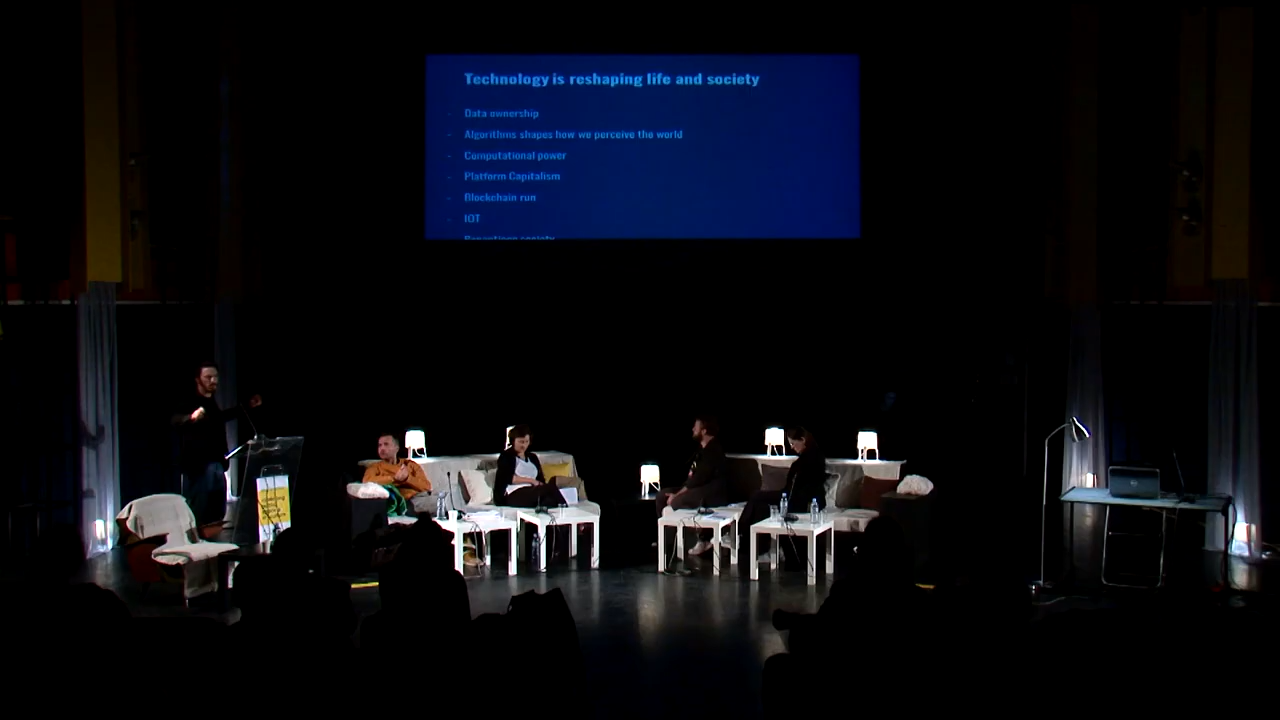 Technology is reshaping life and society
- Data ownership
- Algorithms shapes how we perceive the world
- Computational power
- Platform Capitalism
- Blockchain run
- IOT